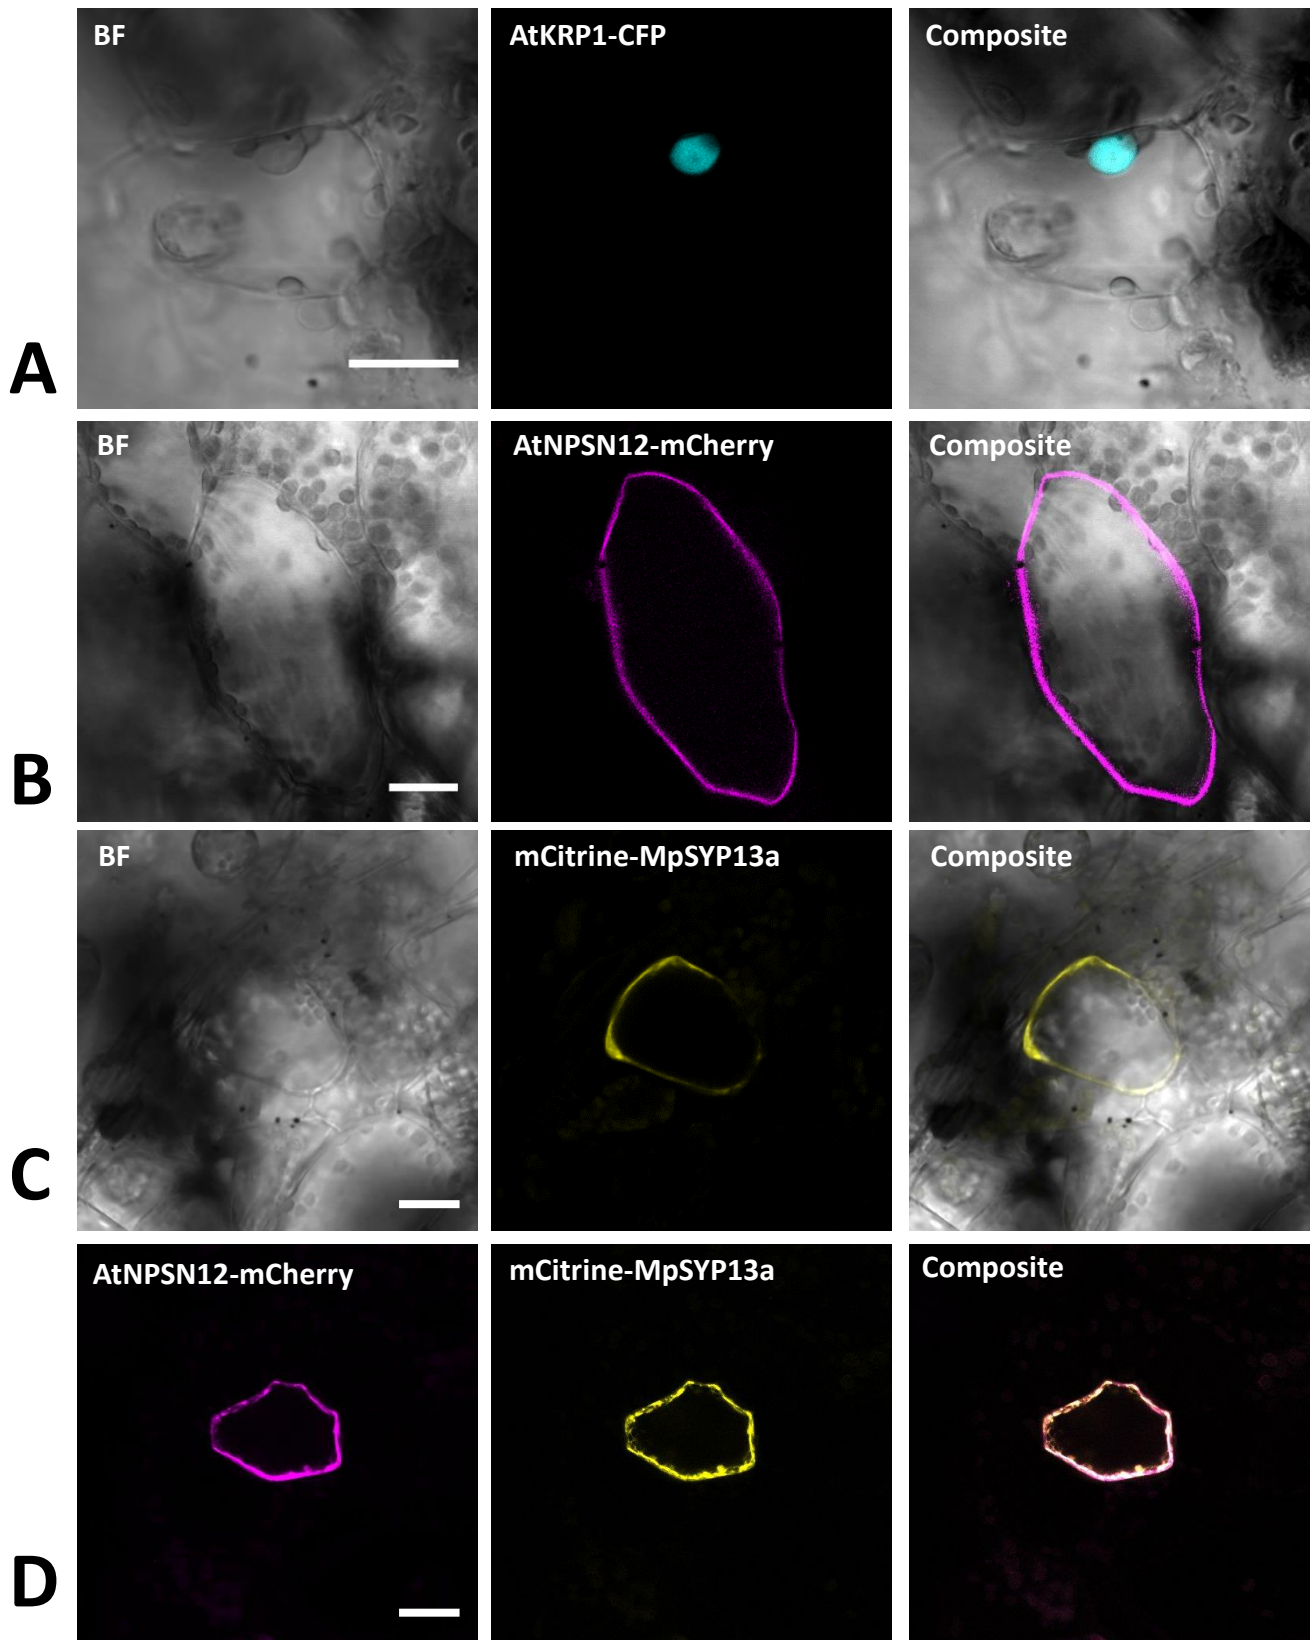 BF
AtKRP1-CFP
Composite
A
BF
AtNPSN12-mCherry
Composite
B
BF
mCitrine-MpSYP13a
Composite
C
AtNPSN12-mCherry
mCitrine-MpSYP13a
Composite
D